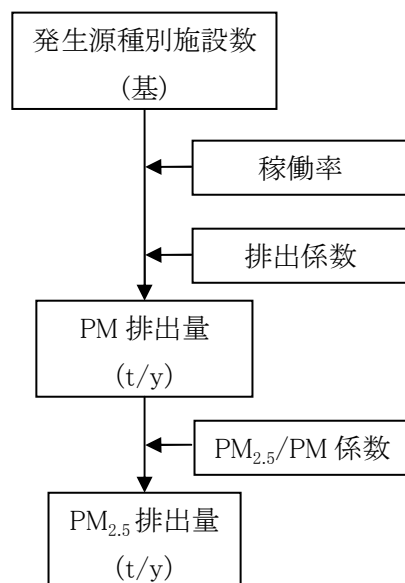 発生源種別施設数
(基)
稼働率
排出係数
PM 排出量
(t/y)
PM2.5/PM 係数
PM2.5 排出量
(t/y)